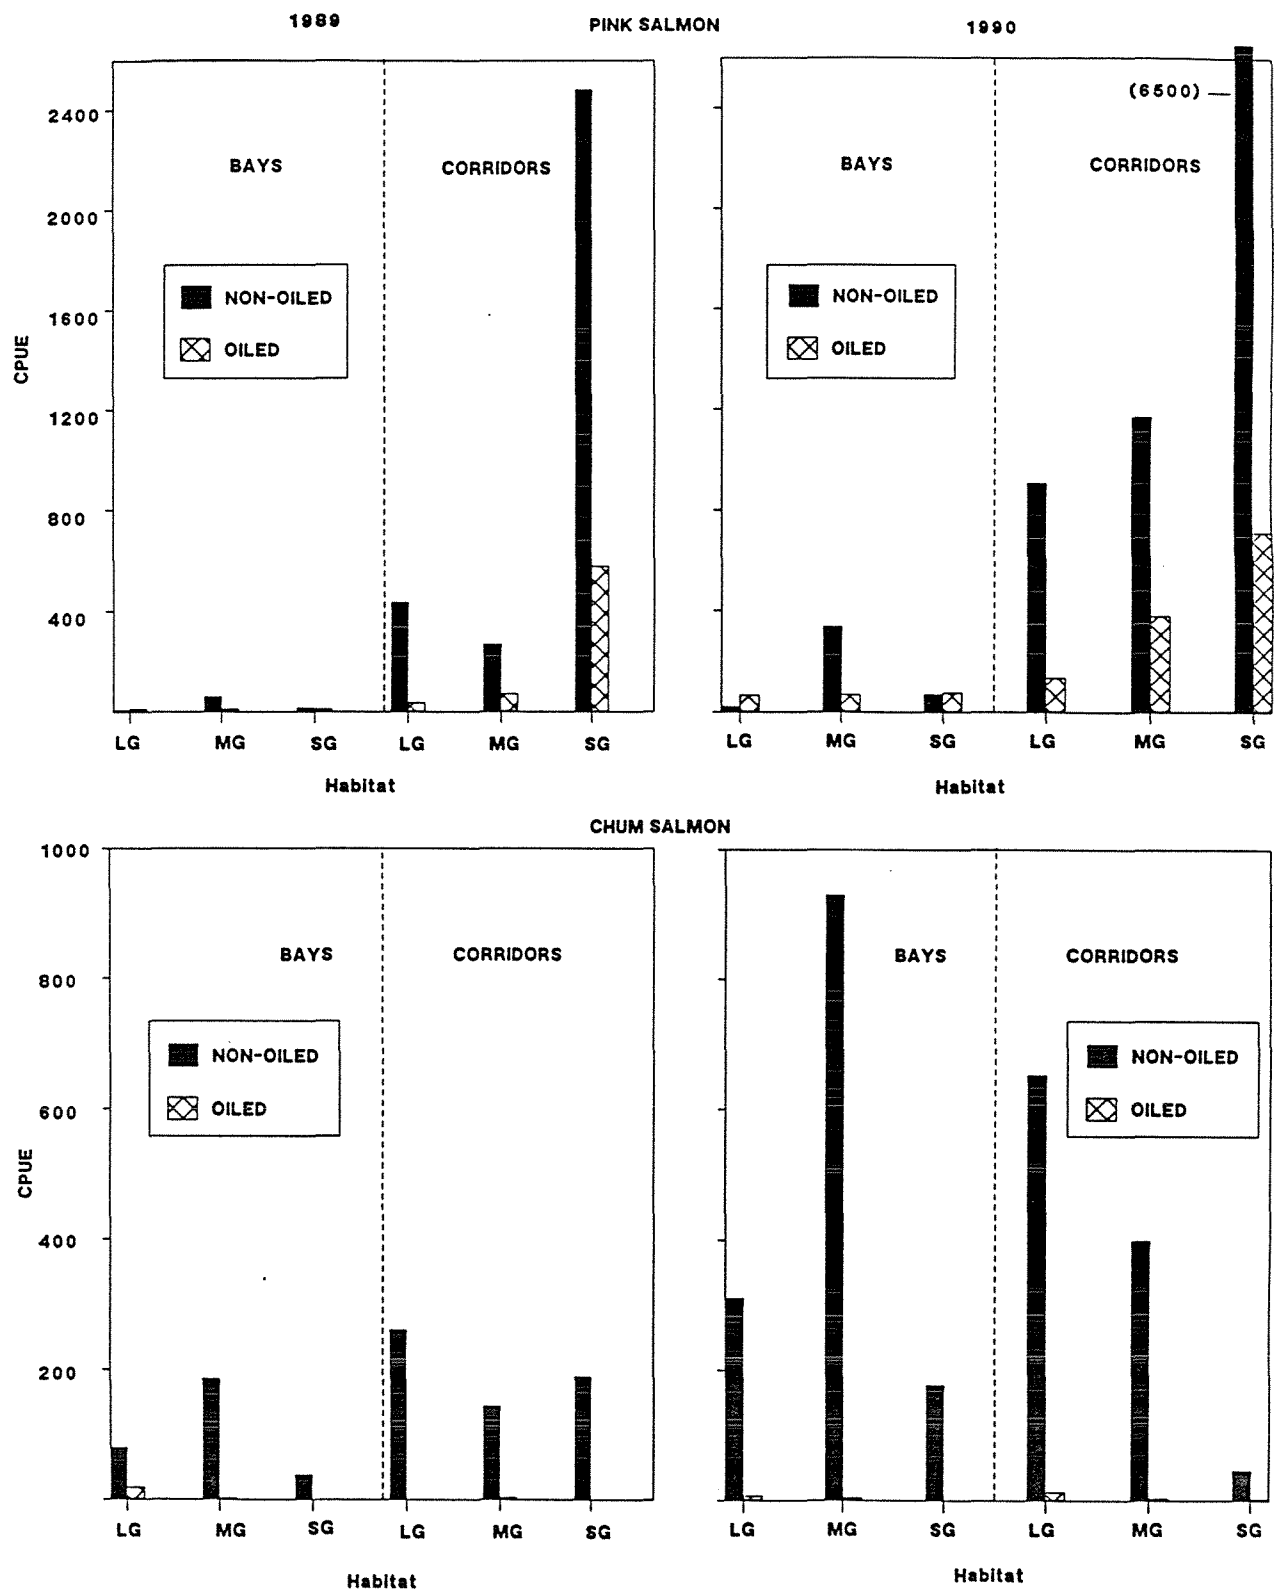 1989
PINK SALMON
1990
2400
2000
1600
1200
800
400
CPUE
BAYS
CORRIDORS
NON-OILED
OILED
LG MG SG LG MG SG
Habitat
(6500)
BAYS
CORRIDORS
NON-OILED
OILED
LG MG SG LG MG SG
Habitat
CHUM SALMON
1000
800
600
400
200
CPUE
BAYS
CORRIDORS
NON-OILED
OILED
LG MG SG LG MG SG
Habitat
BAYS
CORRIDORS
NON-OILED
OILED
LG MG SG LG MG SG
Habitat